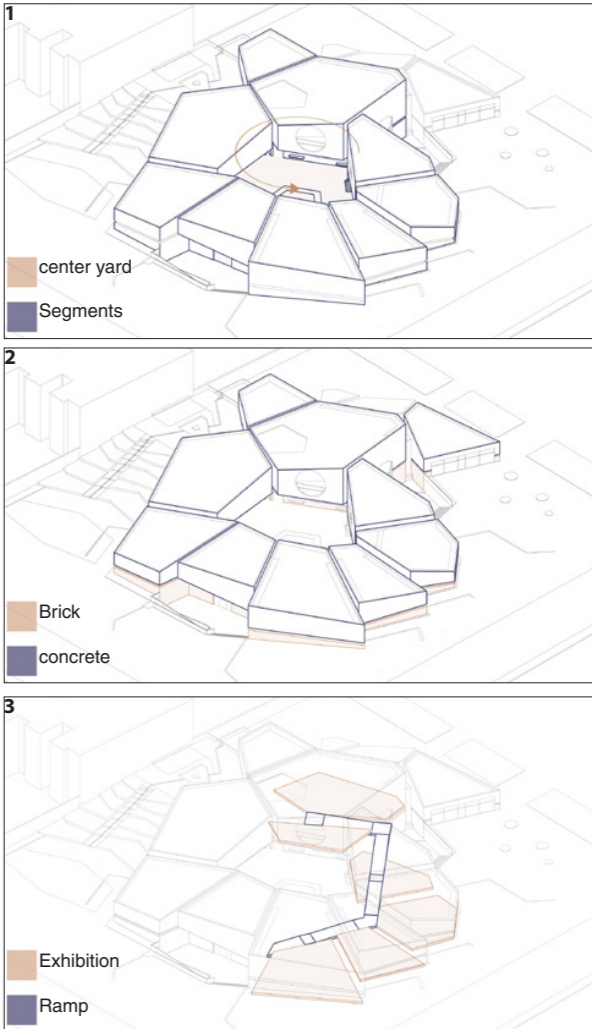 1
center yard
Segments
2
Brick
concrete
3
Exhibition
Ramp